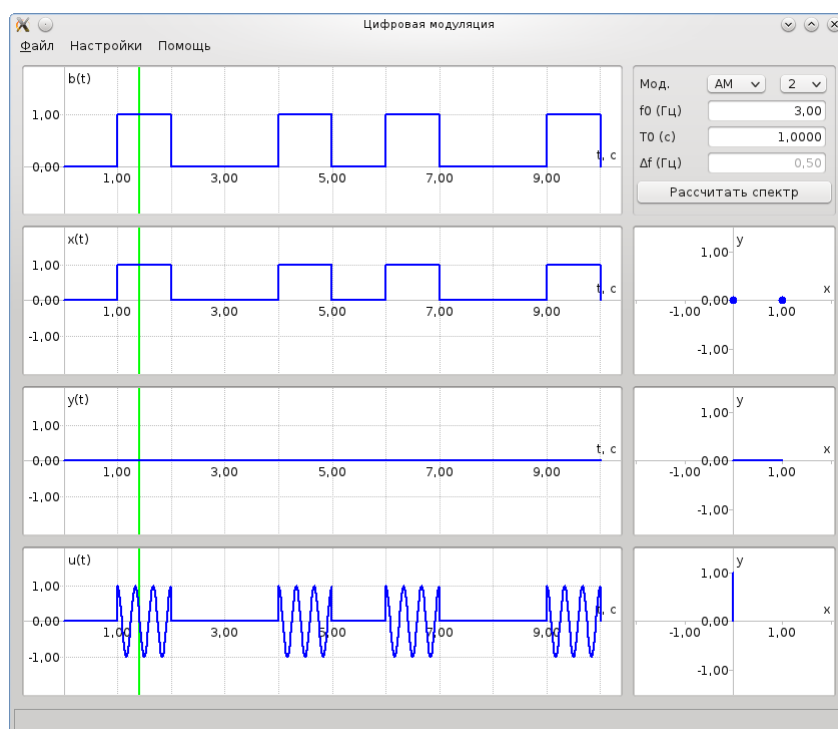 Цифровая модуляция
Файл Настройки Помощь
b(t)
1,00
0,00
t, с
1,00 3,00 5,00 7,00 9,00
Мод. АМ 2
f0 (Гц) 3,00
T0 (с) 1,0000
Δf (Гц) 0,50
Рассчитать спектр
x(t)
1,00
0,00
t, с
1,00 3,00 5,00 7,00 9,00
-1,00
y
1,00
0,00
x
-1,00 1,00
-1,00
y(t)
1,00
0,00
t, с
1,00 3,00 5,00 7,00 9,00
-1,00
y
1,00
0,00
x
-1,00 1,00
-1,00
u(t)
1,00
0,00
t, с
1,00 3,00 5,00 7,00 9,00
-1,00
y
1,00
0,00
x
-1,00 1,00
-1,00